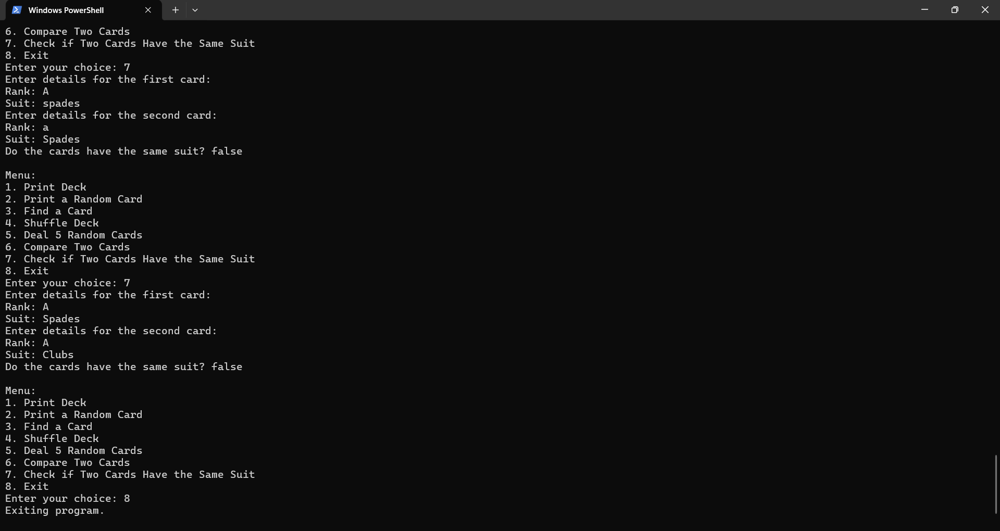 Windows PowerShell
6. Compare Two Cards
7. Check if Two Cards Have the Same Suit
8. Exit
Enter your choice: 7
Enter details for the first card:
Rank: A
Suit: spades
Enter details for the second card:
Rank: a
Suit: Spades
Do the cards have the same suit? false

Menu:
1. Print Deck
2. Print a Random Card
3. Find a Card
4. Shuffle Deck
5. Deal 5 Random Cards
6. Compare Two Cards
7. Check if Two Cards Have the Same Suit
8. Exit
Enter your choice: 7
Enter details for the first card:
Rank: A
Suit: Spades
Enter details for the second card:
Rank: A
Suit: Clubs
Do the cards have the same suit? false

Menu:
1. Print Deck
2. Print a Random Card
3. Find a Card
4. Shuffle Deck
5. Deal 5 Random Cards
6. Compare Two Cards
7. Check if Two Cards Have the Same Suit
8. Exit
Enter your choice: 8
Exiting program.